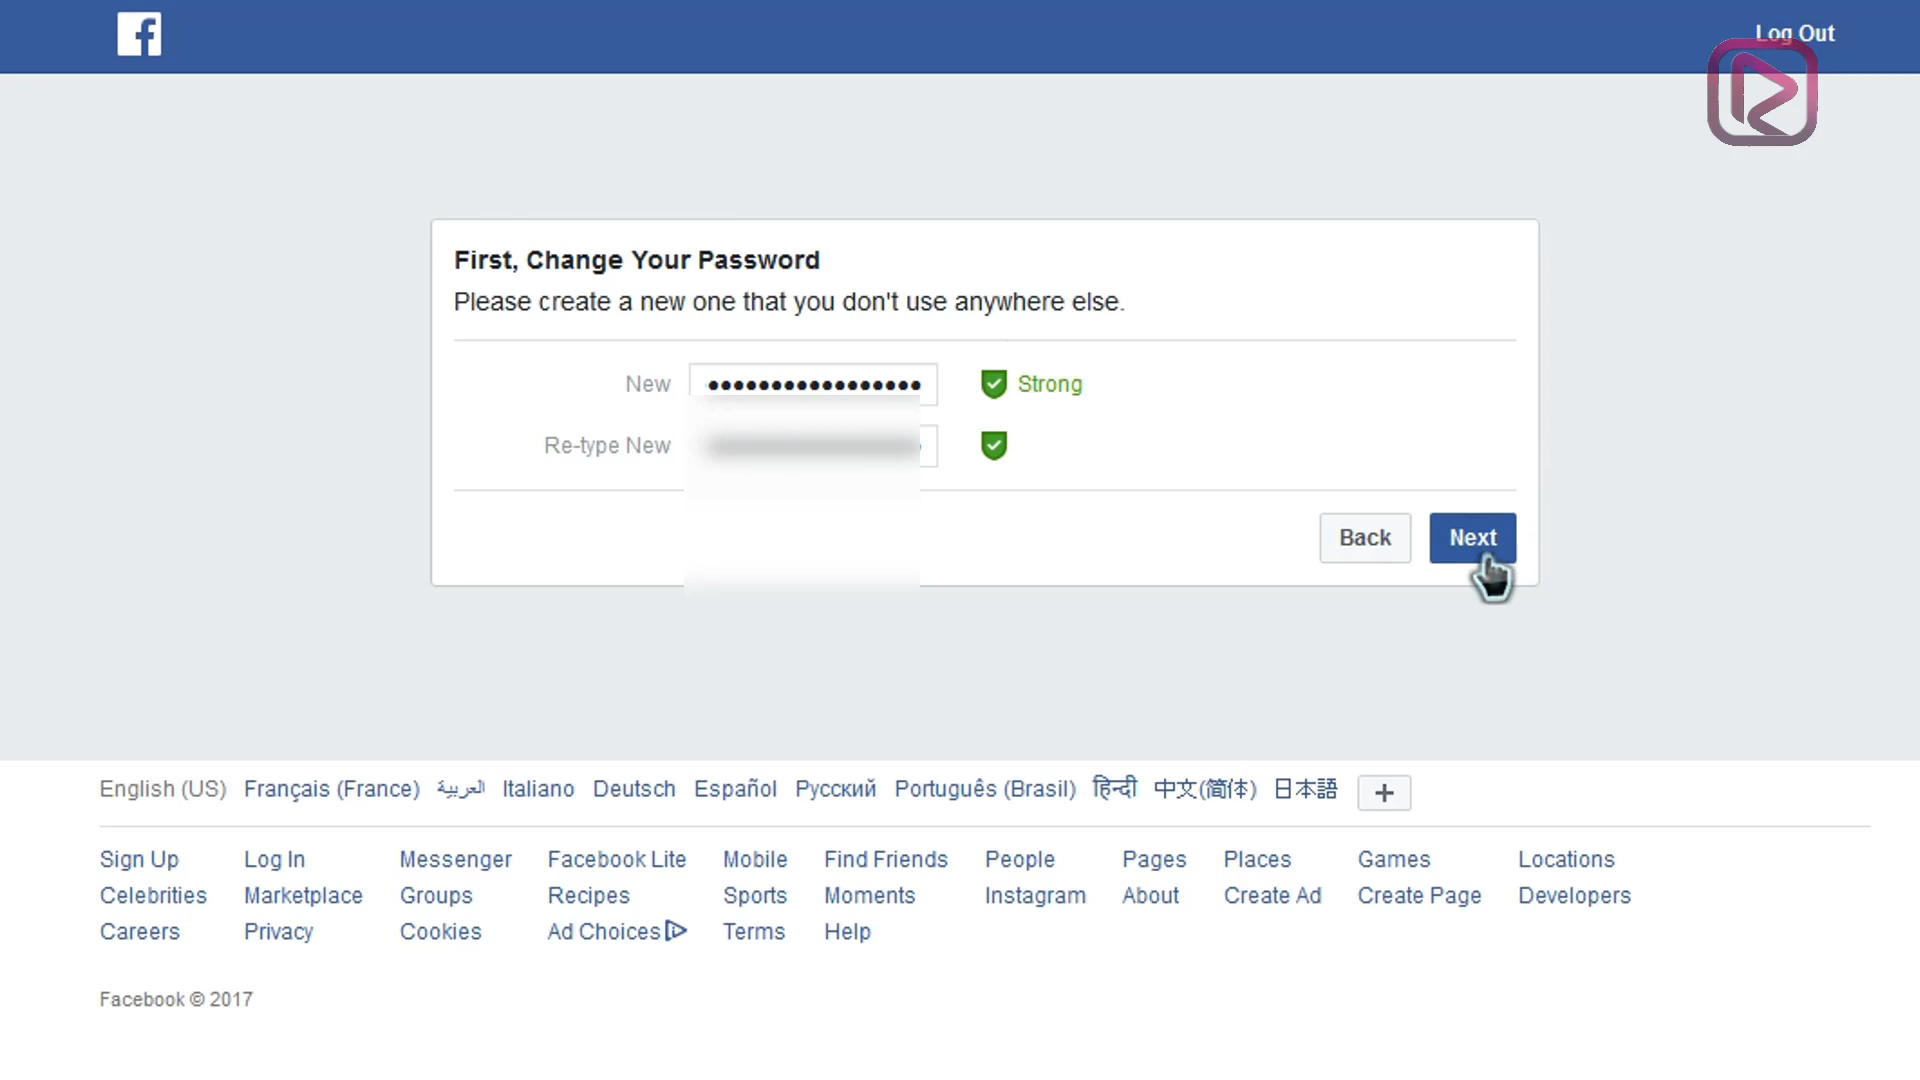 Log Out
First, Change Your Password
Please create a new one that you don't use anywhere else.
New ••••••••••••••••• Strong
Re-type New
Back Next
English (US) Français (France) العربية Italiano Deutsch Español Русский Português (Brasil) हिन्दी 中文(简体) 日本語 +
Sign Up Log In Messenger Facebook Lite Mobile Find Friends People Pages Places Games Locations
Celebrities Marketplace Groups Recipes Sports Moments Instagram About Create Ad Create Page Developers
Careers Privacy Cookies Ad Choices Terms Help
Facebook © 2017